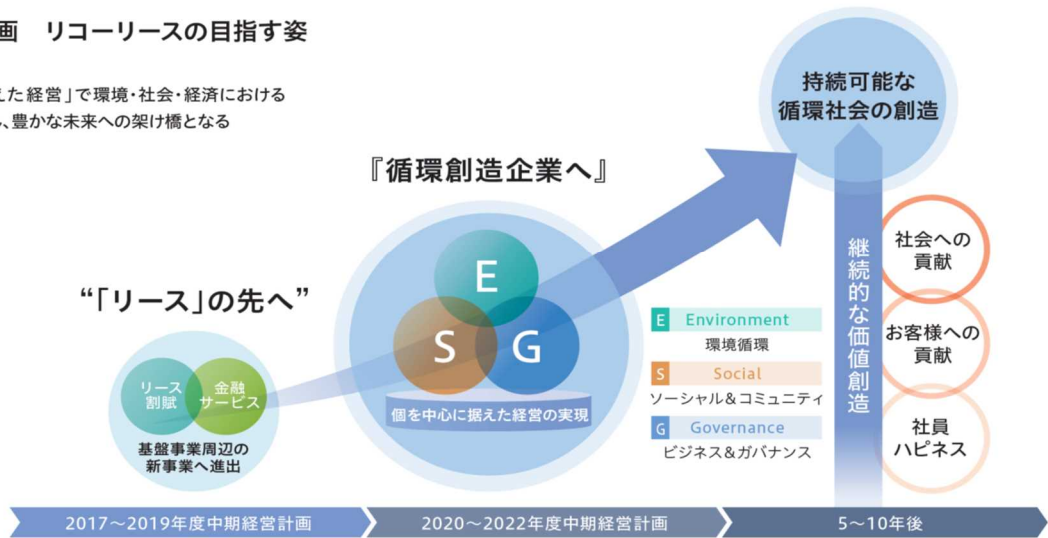 画 リコーリースの目指す姿
えた経営」で環境・社会・経済における
、豊かな未来への架け橋となる
持続可能な
循環社会の創造
『循環創造企業へ』
“「リース」の先へ”
リース
割賦
金融
サービス
基盤事業周辺の
新事業へ進出
E
S
G
個を中心に据えた経営の実現
E Environment
環境循環
S Social
ソーシャル&コミュニティ
G Governance
ビジネス&ガバナンス
継続的な価値創造
社会への
貢献
お客様への
貢献
社員
ハピネス
2017～2019年度中期経営計画
2020～2022年度中期経営計画
5～10年後